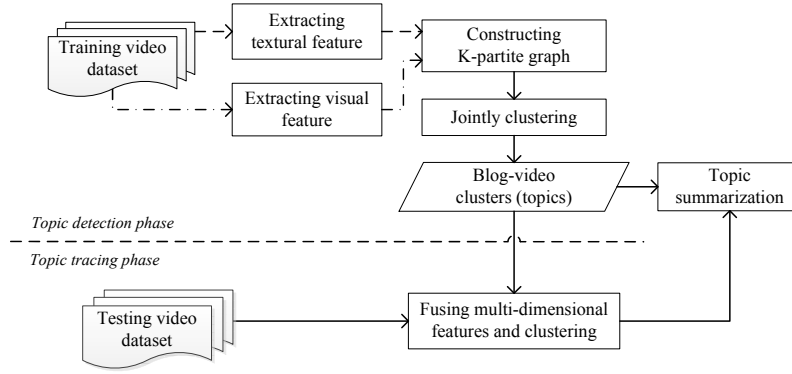 Training video
dataset
Extracting
textural feature
Extracting visual
feature
Constructing
K-partite graph
Jointly clustering
Blog-video
clusters (topics)
Topic
summarization
Topic detection phase
Topic tracing phase
Testing video
dataset
Fusing multi-dimensional
features and clustering